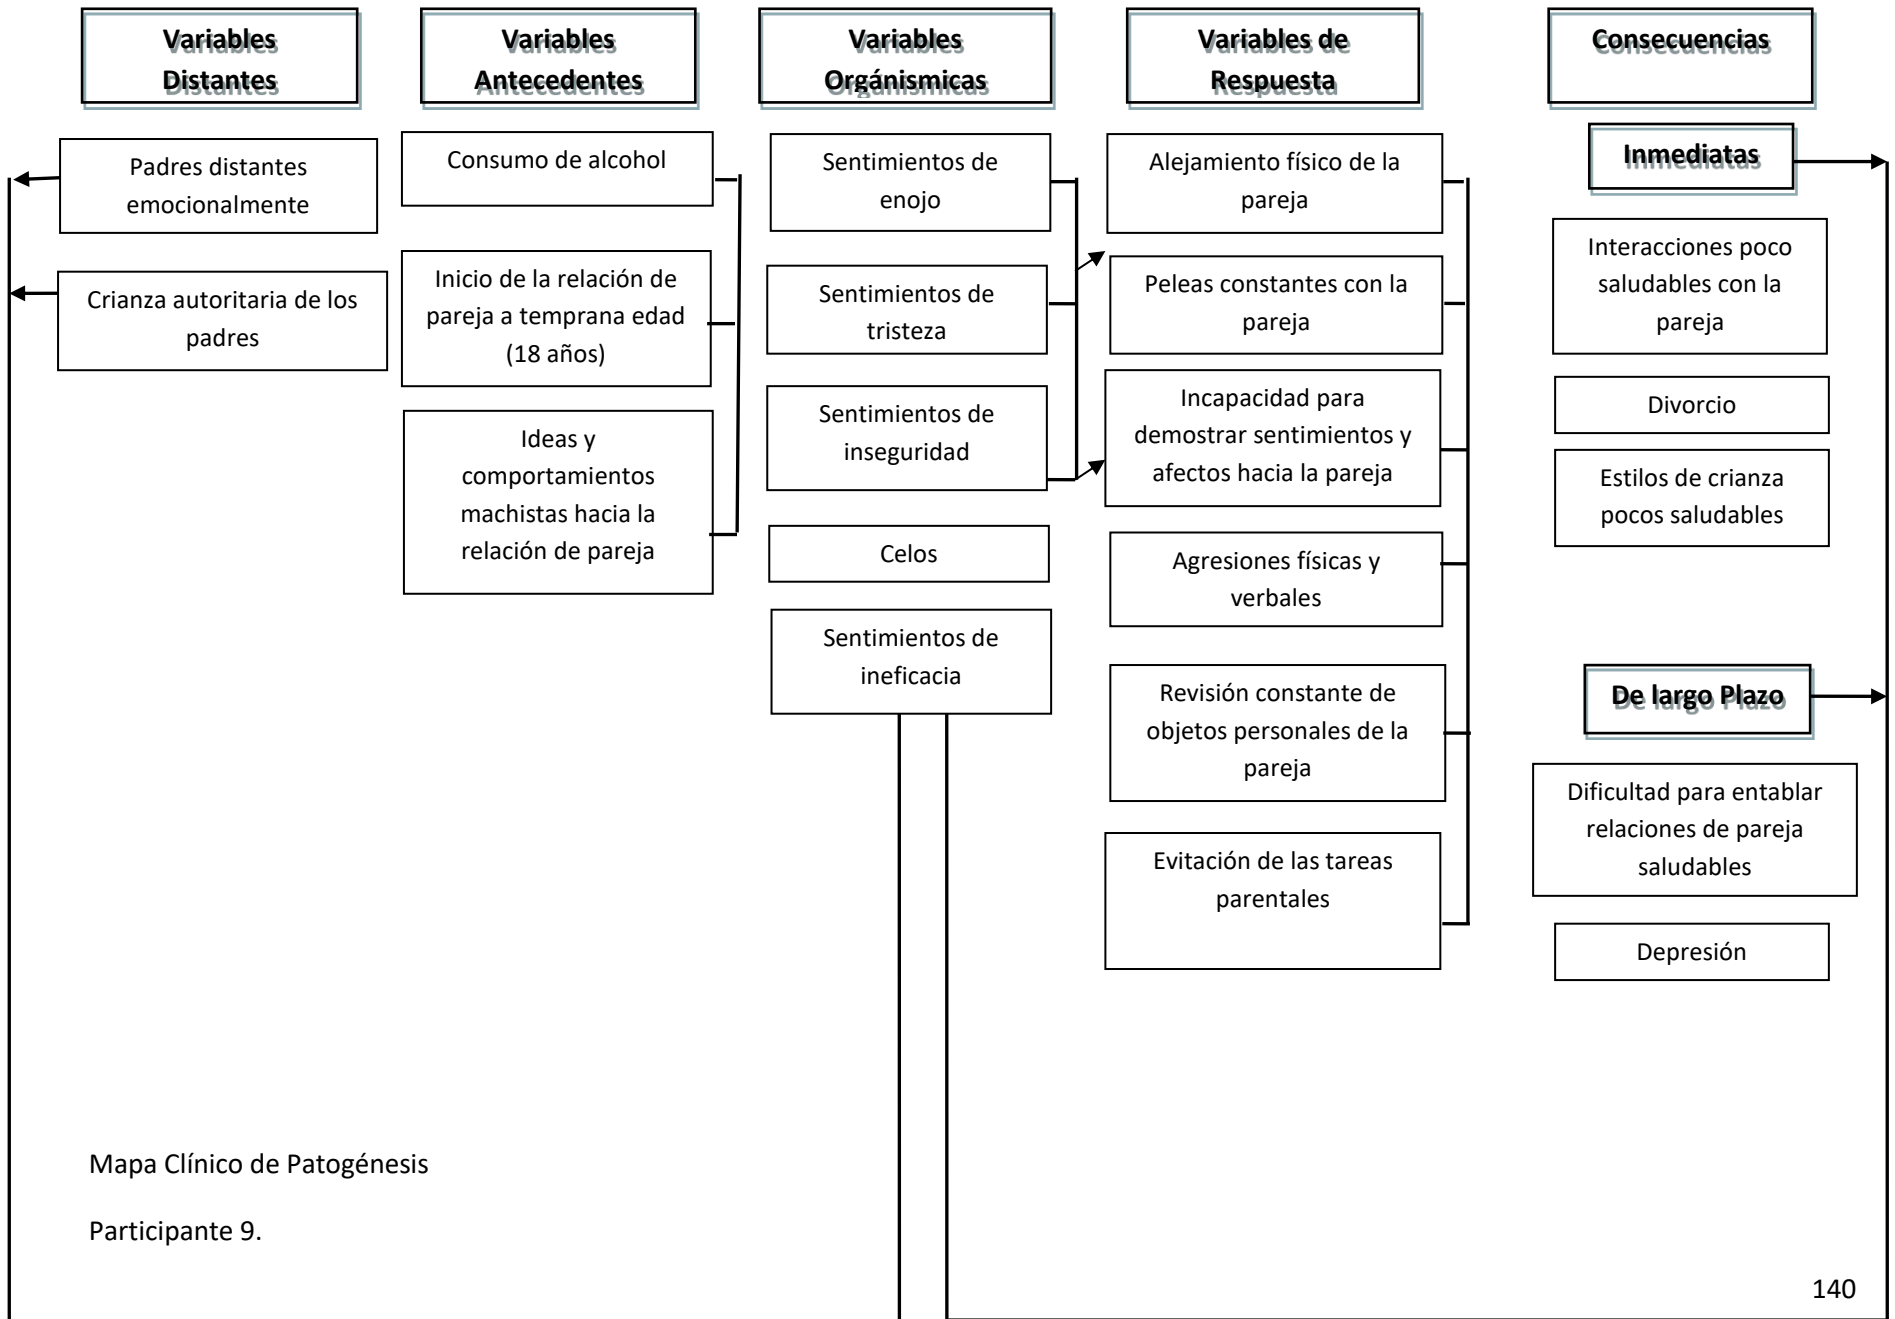 Variables
Distantes
Padres distantes
emocionalmente
Crianza autoritaria de los
padres
Variables
Antecedentes
Consumo de alcohol
Inicio de la relación de
pareja a temprana edad
(18 años)
Ideas y
comportamientos
machistas hacia la
relación de pareja
Variables
Orgánismicas
Sentimientos de
enojo
Sentimientos de
tristeza
Sentimientos de
inseguridad
Celos
Sentimientos de
ineficacia
Variables de
Respuesta
Alejamiento físico de la
pareja
Peleas constantes con la
pareja
Incapacidad para
demostrar sentimientos y
afectos hacia la pareja
Agresiones físicas y
verbales
Revisión constante de
objetos personales de la
pareja
Evitación de las tareas
parentales
Consecuencias
Inmediatas
Interacciones poco
saludables con la
pareja
Divorcio
Estilos de crianza
pocos saludables
De largo Plazo
Dificultad para entablar
relaciones de pareja
saludables
Depresión
Mapa Clínico de Patogénesis
Participante 9.
140